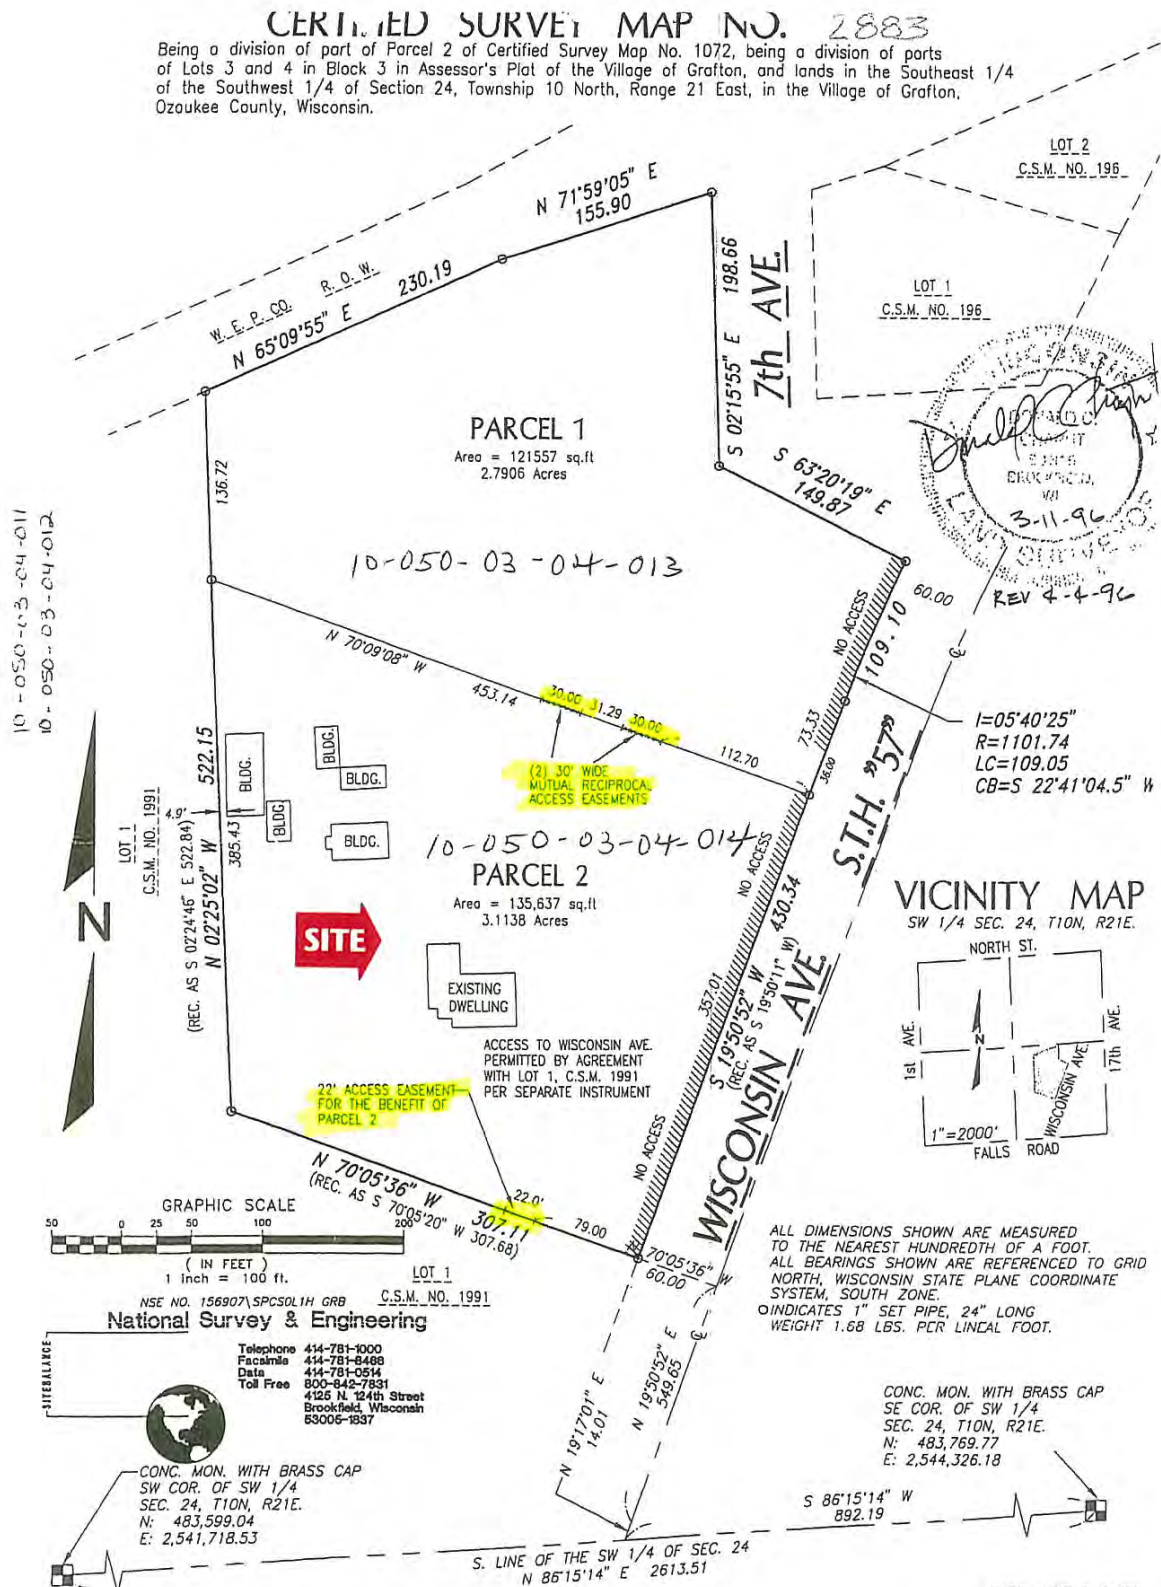 CERTIFIED SURVEY MAP NO. 2883
Being a division of part of Parcel 2 of Certified Survey Map No. 1072, being a division of parts
of Lots 3 and 4 in Block 3 in Assessor's Plat of the Village of Grafton, and lands in the Southeast 1/4
of the Southwest 1/4 of Section 24, Township 10 North, Range 21 East, in the Village of Grafton,
Ozaukee County, Wisconsin.
LOT 2
C.S.M. NO. 196
N 71°59'05" E
155.90
W. E. P. CO. R. O. W.
230.19
N 65°09'55" E
198.66
S 02°15'55" E
7th AVE.
LOT 1
C.S.M. NO. 196
PARCEL 1
Area = 121557 sq.ft
2.7906 Acres
136.72
S 63°20'19" E
149.87
BROOKFIELD,
WI
LAND SURVEYOR
3-11-96
REV 4-4-96
10-050-03-04-011
10-050-03-04-012
10-050-03-04-013
60.00
NO ACCESS
109.10
N 70°09'08" W
453.14
30.00 31.29 30.00
112.70
73.33
36.00
I=05°40'25"
R=1101.74
LC=109.05
CB=S 22°41'04.5" W
(2) 30' WIDE
MUTUAL RECIPROCAL
ACCESS EASEMENTS
S.T.H. "57"
522.15
BLDG.
BLDG.
BLDG.
BLDG
BLDG.
4.9'
LOT 1
C.S.M. NO. 1991
385.43
(REC. AS S 02°24'46" E 522.84)
N 02°25'02" W
10-050-03-04-014
PARCEL 2
Area = 135,637 sq.ft
3.1138 Acres
NO ACCESS
430.34
357.01
S 19°50'52" W
(REC. AS S 19°50'11" W)
WISCONSIN AVE.
N
SITE
EXISTING
DWELLING
ACCESS TO WISCONSIN AVE.
PERMITTED BY AGREEMENT
WITH LOT 1, C.S.M. 1991
PER SEPARATE INSTRUMENT
22' ACCESS EASEMENT
FOR THE BENEFIT OF
PARCEL 2
NO ACCESS
VICINITY MAP
SW 1/4 SEC. 24, T10N, R21E.
NORTH ST.
1st AVE.
N
17th AVE.
WISCONSIN AVE.
1"=2000'
FALLS ROAD
N 70°05'36" W
307.11
(REC. AS S 70°05'20" W 307.68)
22.0'
79.00
70°05'36" W
60.00
GRAPHIC SCALE
50 0 25 50 100 200
( IN FEET )
1 inch = 100 ft.
LOT 1
C.S.M. NO. 1991
ALL DIMENSIONS SHOWN ARE MEASURED
TO THE NEAREST HUNDREDTH OF A FOOT.
ALL BEARINGS SHOWN ARE REFERENCED TO GRID
NORTH, WISCONSIN STATE PLANE COORDINATE
SYSTEM, SOUTH ZONE.
INDICATES 1" SET PIPE, 24" LONG
WEIGHT 1.68 LBS. PER LINEAL FOOT.
NSE NO. 156907\SPCSOL1H GRB
National Survey & Engineering
Telephone 414-781-1000
Facsimile 414-781-8466
Data 414-781-0514
Toll Free 800-842-7831
4125 N. 124th Street
Brookfield, Wisconsin
53005-1837
SITEBALANCE
N 19°17'01" E
14.01
N 19°50'52" E
549.65
CONC. MON. WITH BRASS CAP
SE COR. OF SW 1/4
SEC. 24, T10N, R21E.
N: 483,769.77
E: 2,544,326.18
CONC. MON. WITH BRASS CAP
SW COR. OF SW 1/4
SEC. 24, T10N, R21E.
N: 483,599.04
E: 2,541,718.53
S 86°15'14" W
892.19
S. LINE OF THE SW 1/4 OF SEC. 24
N 86°15'14" E 2613.51